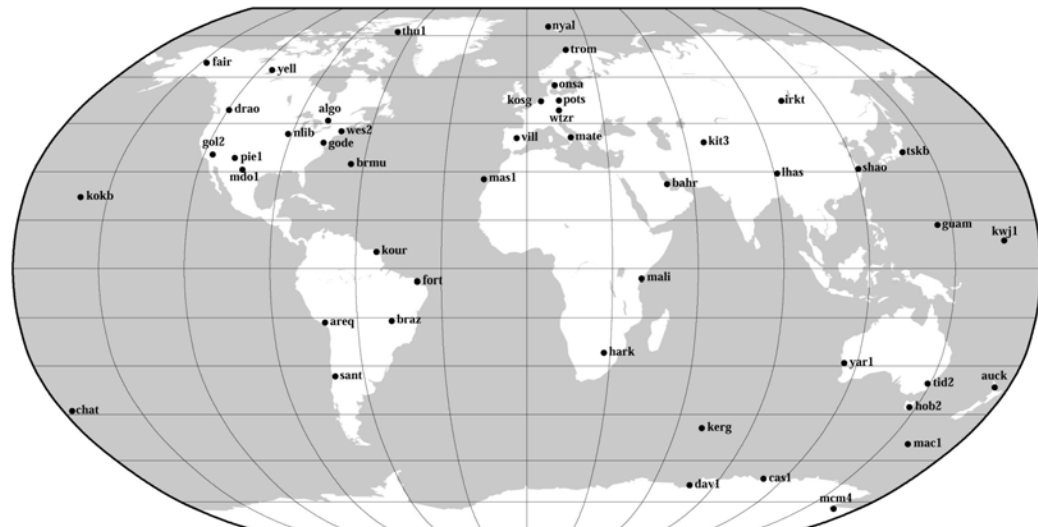 nyal
thu1
trom
fair
yell
onsa
kosg
pots
irkt
drao
algo
wtzr
nlib
wes2
vill
mate
gode
kit3
gol2
pie1
tskb
brmu
mdo1
shao
lhas
mas1
bahr
kokb
guam
kwj1
kour
mali
fort
areq
braz
hark
yar1
sant
auck
tid2
chat
hob2
kerg
mac1
cas1
dav1
mcm4